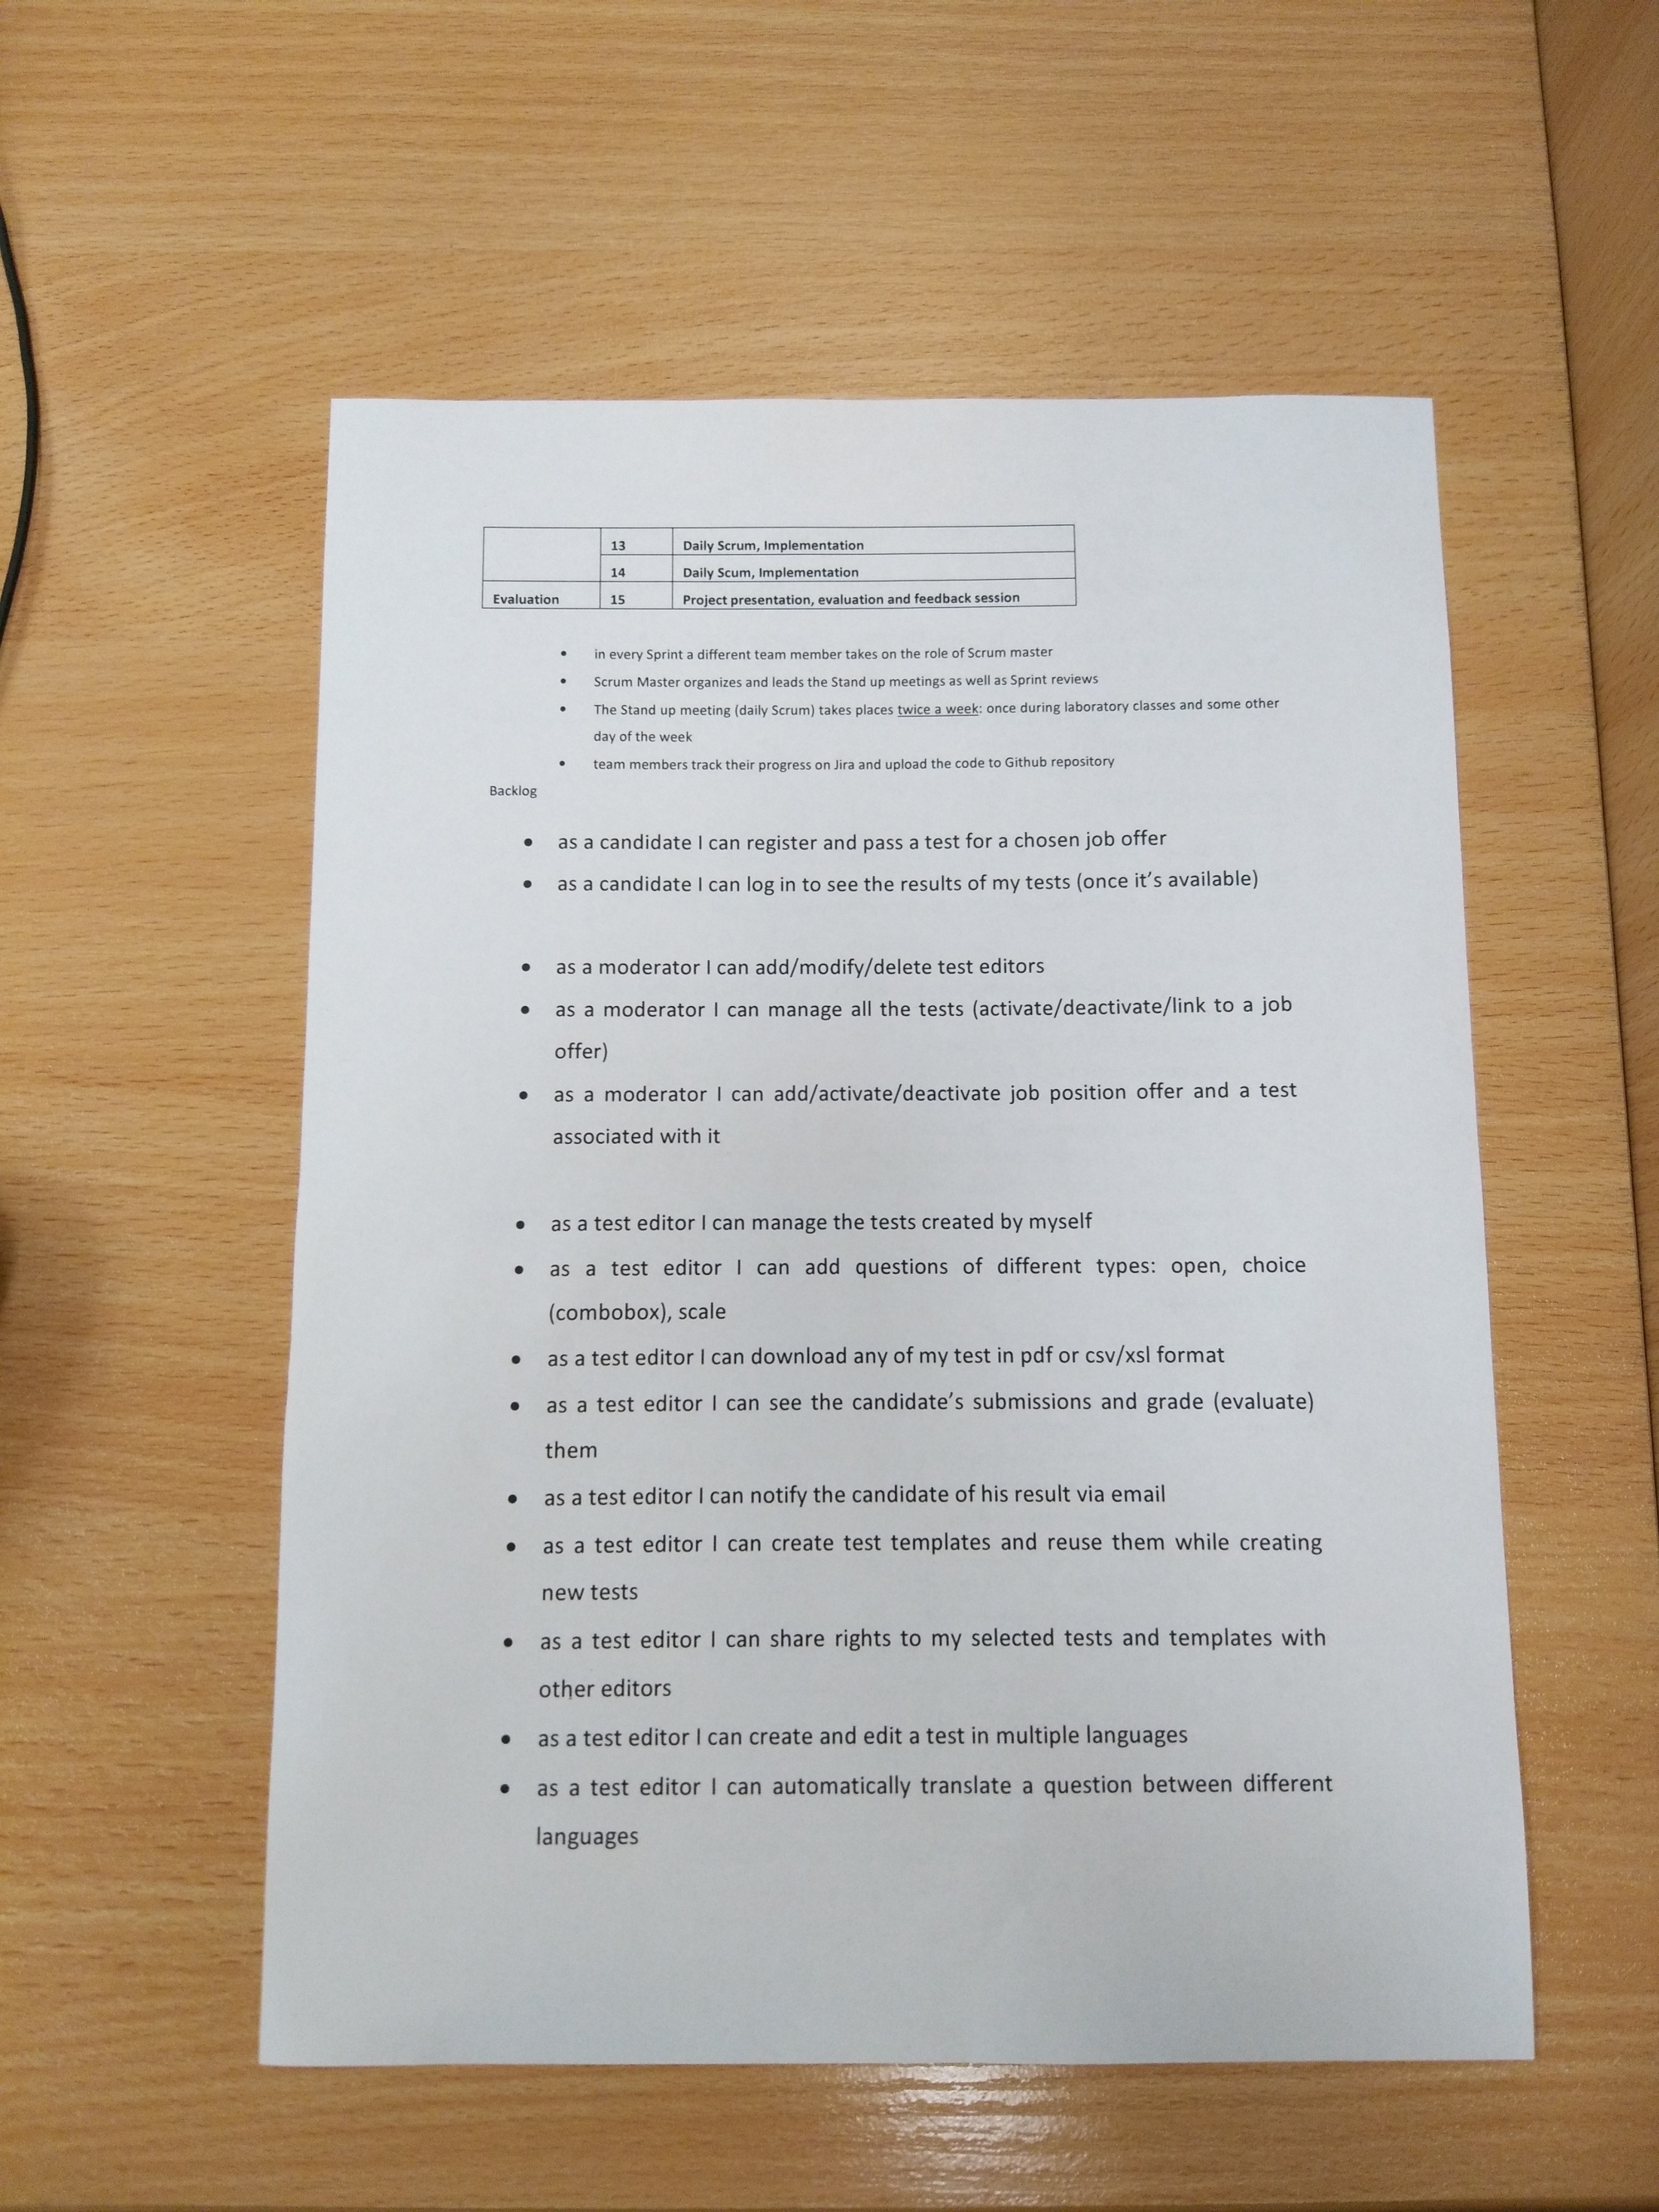 13 Daily Scrum, Implementation
14 Daily Scum, Implementation
Evaluation 15 Project presentation, evaluation and feedback session
• in every Sprint a different team member takes on the role of Scrum master
• Scrum Master organizes and leads the Stand up meetings as well as Sprint reviews
• The Stand up meeting (daily Scrum) takes places twice a week: once during laboratory classes and some other
day of the week
• team members track their progress on Jira and upload the code to Github repository
Backlog
• as a candidate I can register and pass a test for a chosen job offer
• as a candidate I can log in to see the results of my tests (once it's available)
• as a moderator I can add/modify/delete test editors
• as a moderator I can manage all the tests (activate/deactivate/link to a job
offer)
• as a moderator I can add/activate/deactivate job position offer and a test
associated with it
• as a test editor I can manage the tests created by myself
• as a test editor I can add questions of different types: open, choice
(combobox), scale
• as a test editor I can download any of my test in pdf or csv/xsl format
• as a test editor I can see the candidate's submissions and grade (evaluate)
them
• as a test editor I can notify the candidate of his result via email
• as a test editor I can create test templates and reuse them while creating
new tests
• as a test editor I can share rights to my selected tests and templates with
other editors
• as a test editor I can create and edit a test in multiple languages
• as a test editor I can automatically translate a question between different
languages